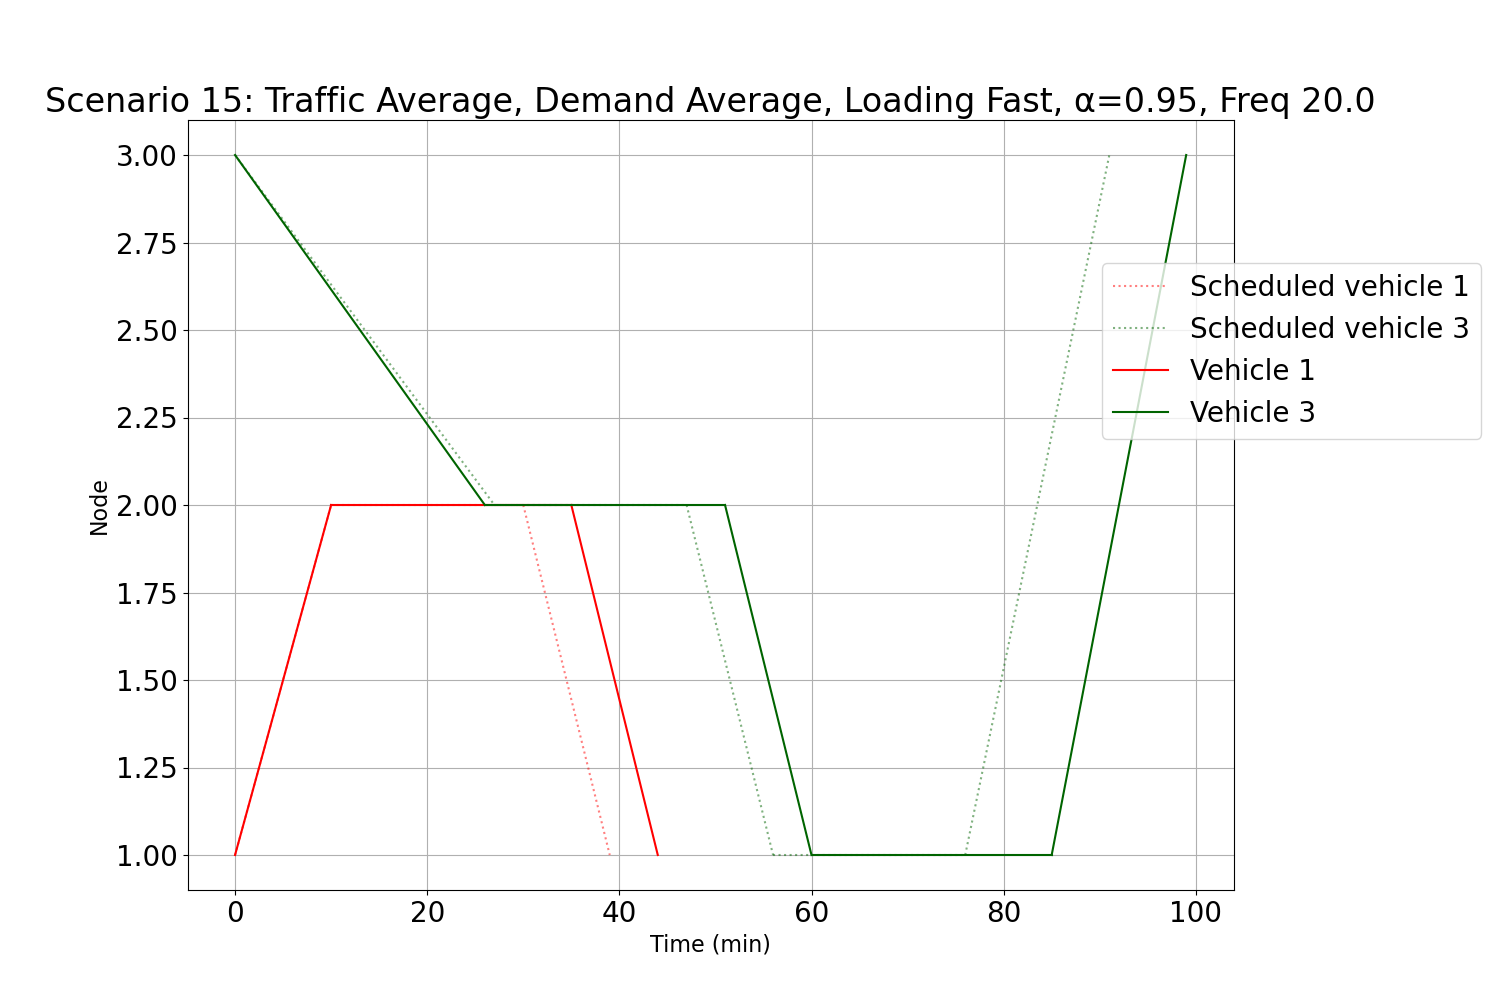 Scenario 15: Traffic Average, Demand Average, Loading Fast, α=0.95, Freq 20.0
3.00
2.75
2.50
2.25
2.00
1.75
1.50
1.25
1.00
Node
Scheduled vehicle 1
Scheduled vehicle 3
Vehicle 1
Vehicle 3
0 20 40 60 80 100
Time (min)